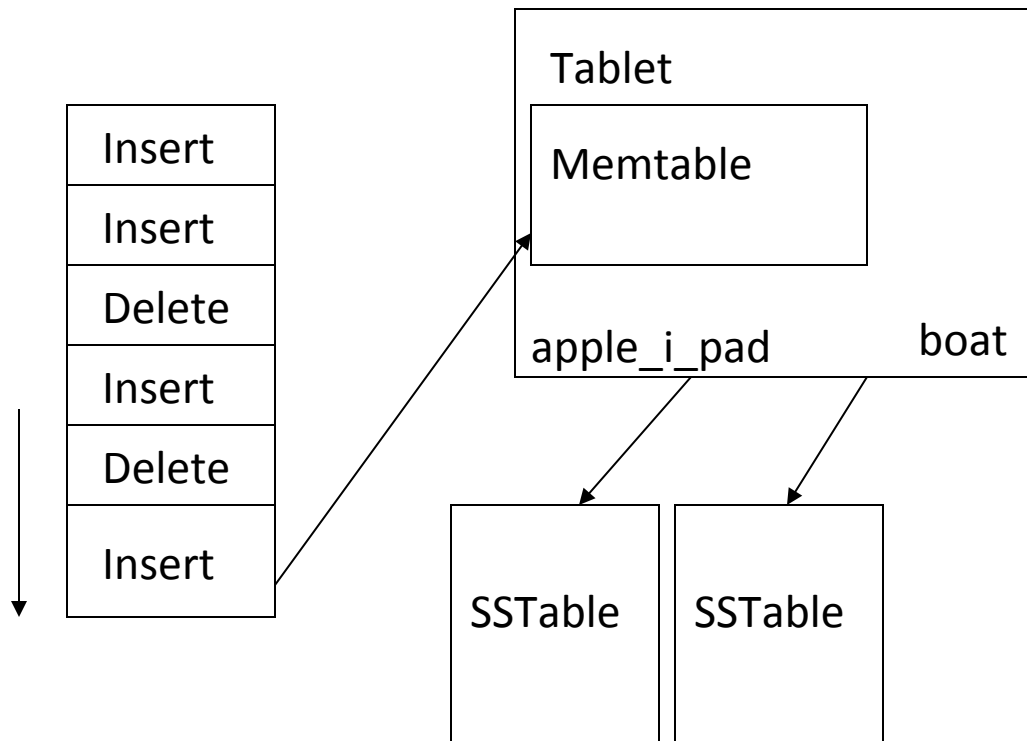 Insert
Insert
Delete
Insert
Delete
Insert
Tablet
Memtable
apple_i_pad boat
SSTable SSTable